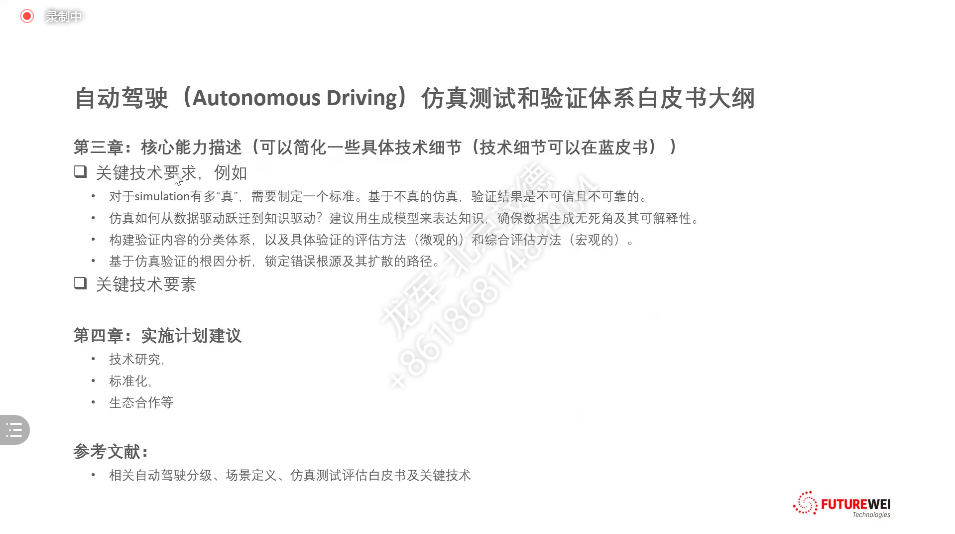 录制中
自动驾驶（Autonomous Driving）仿真测试和验证体系白皮书大纲
第三章：核心能力描述（可以简化一些具体技术细节（技术细节可以在蓝皮书））
❑ 关键技术要求，例如
• 对于simulation有多“真”，需要制定一个标准。基于不真的仿真，验证结果是不可信且不可靠的。
• 仿真如何从数据驱动跃迁到知识驱动？建议用生成模型来表达知识，确保数据生成无死角及其可解释性。
• 构建验证内容的分类体系，以及具体验证的评估方法（微观的）和综合评估方法（宏观的）。
• 基于仿真验证的根因分析，锁定错误根源及其扩散的路径。
❑ 关键技术要素
第四章：实施计划建议
• 技术研究,
• 标准化,
• 生态合作等
参考文献：
• 相关自动驾驶分级、场景定义、仿真测试评估白皮书及关键技术
FUTUREWEI
Technologies